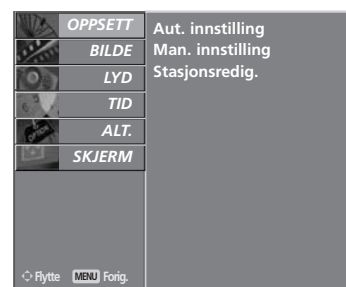 OPPSETT
BILDE
LYD
TID
ALT.
SKJERM
Aut. innstilling
Man. innstilling
Stasjonsredig.
Flytte MENU Forig.